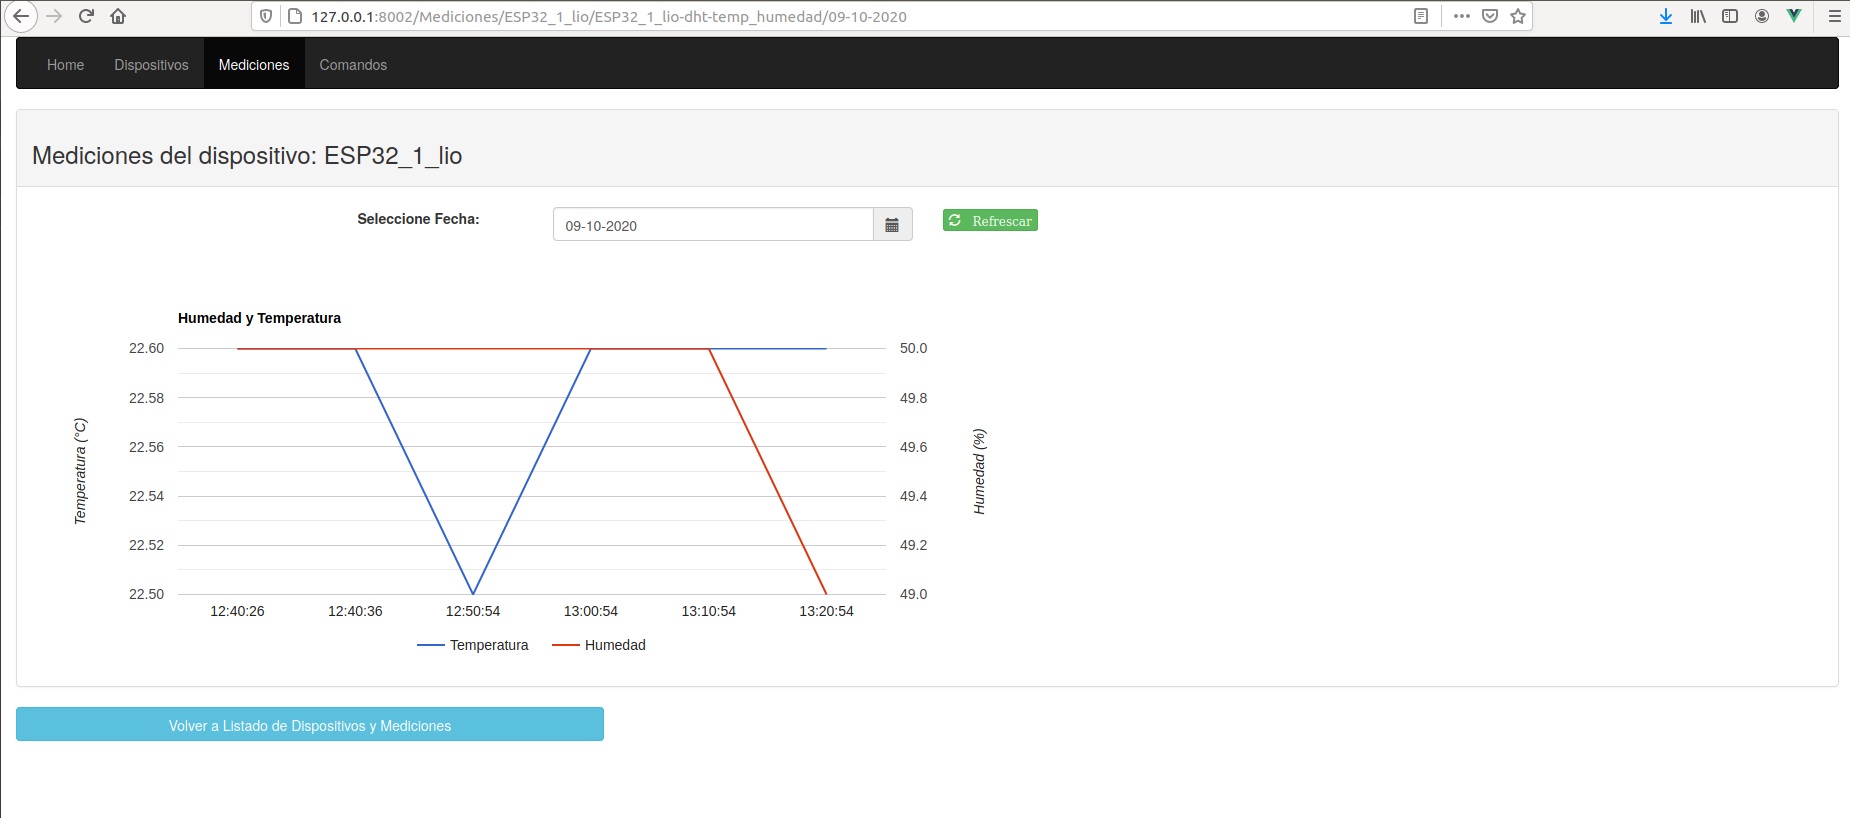 127.0.0.1:8002/Mediciones/ESP32_1_lio/ESP32_1_lio-dht-temp_humedad/09-10-2020
Home Dispositivos Mediciones Comandos
Mediciones del dispositivo: ESP32_1_lio
Seleccione Fecha: 09-10-2020 Refrescar
Humedad y Temperatura
22.60 50.0
22.58 49.8
22.56 49.6
22.54 49.4
22.52 49.2
22.50 49.0
Temperatura (°C)
Humedad (%)
12:40:26 12:40:36 12:50:54 13:00:54 13:10:54 13:20:54
Temperatura Humedad
Volver a Listado de Dispositivos y Mediciones